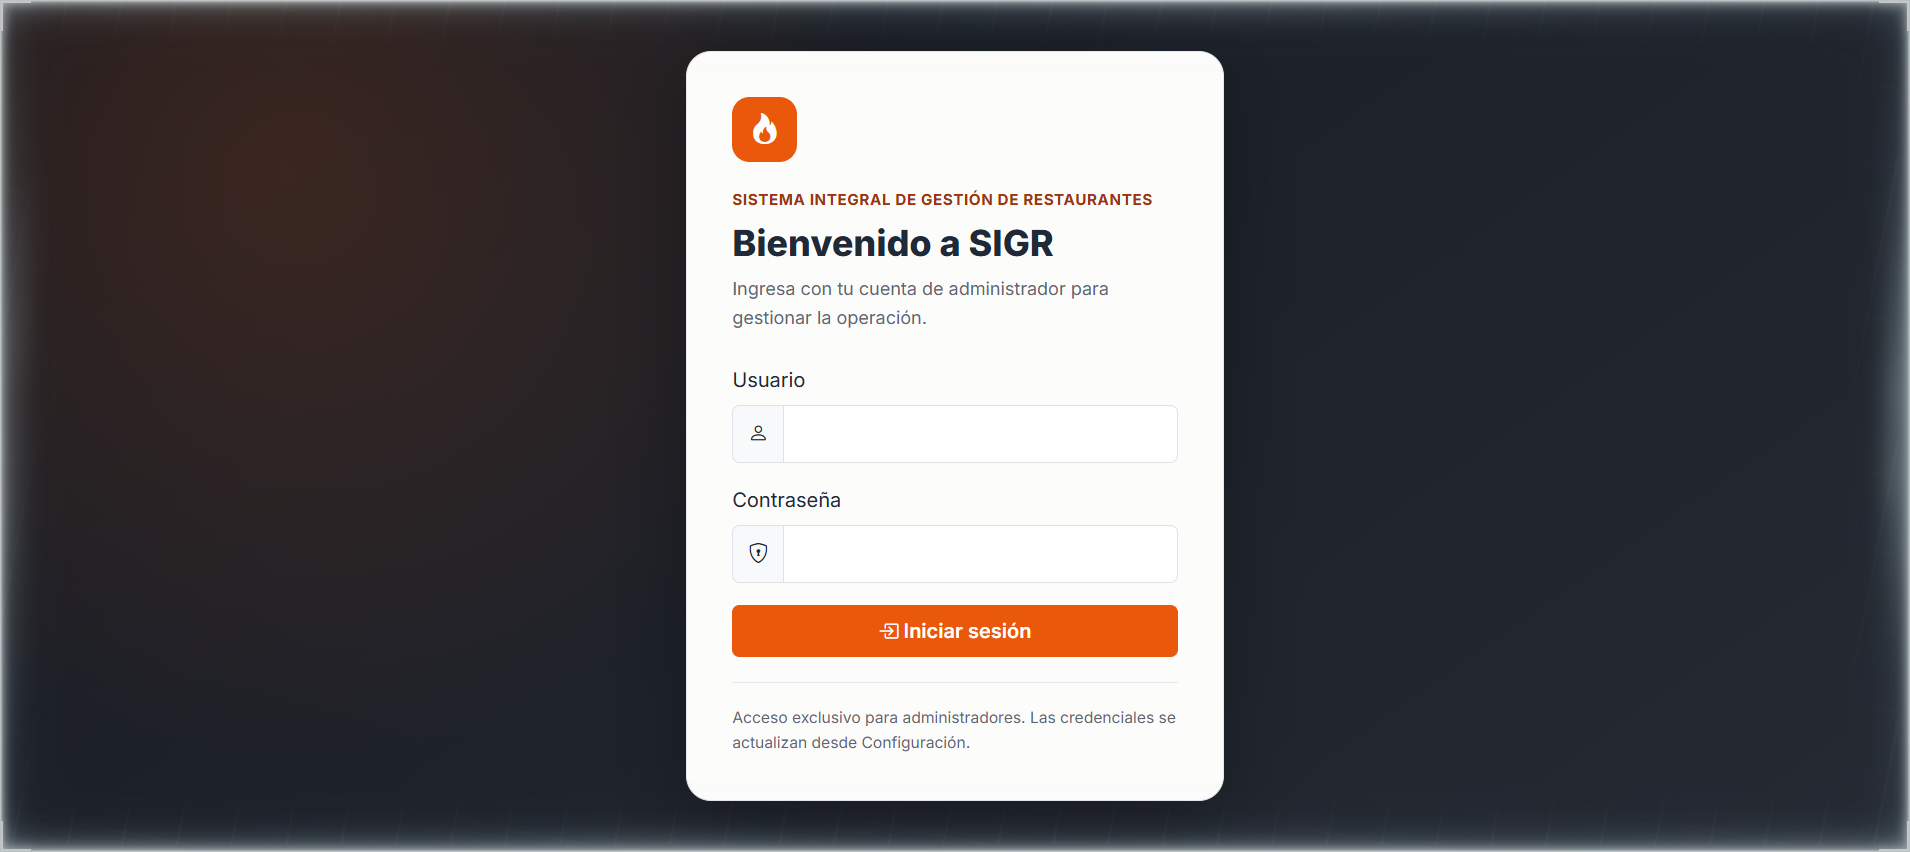 SISTEMA INTEGRAL DE GESTIÓN DE RESTAURANTES
Bienvenido a SIGR
Ingresa con tu cuenta de administrador para
gestionar la operación.
Usuario
Contraseña
Iniciar sesión
Acceso exclusivo para administradores. Las credenciales se
actualizan desde Configuración.